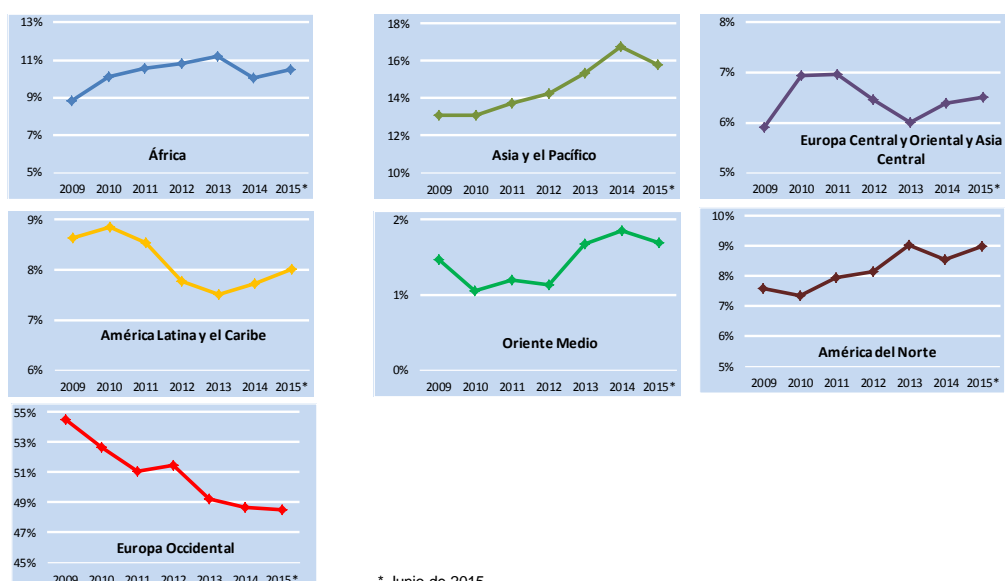 13%
11%
9%
7%
5%
África
2009 2010 2011 2012 2013 2014 2015*
18%
16%
14%
12%
10%
Asia y el Pacífico
2009 2010 2011 2012 2013 2014 2015*
8%
7%
6%
5%
Europa Central y Oriental y Asia
Central
2009 2010 2011 2012 2013 2014 2015*
9%
8%
7%
6%
América Latina y el Caribe
2009 2010 2011 2012 2013 2014 2015*
2%
1%
0%
Oriente Medio
2009 2010 2011 2012 2013 2014 2015*
10%
9%
8%
7%
6%
5%
América del Norte
2009 2010 2011 2012 2013 2014 2015*
55%
53%
51%
49%
47%
45%
Europa Occidental
2009 2010 2011 2012 2013 2014 2015*
* Junio de 2015